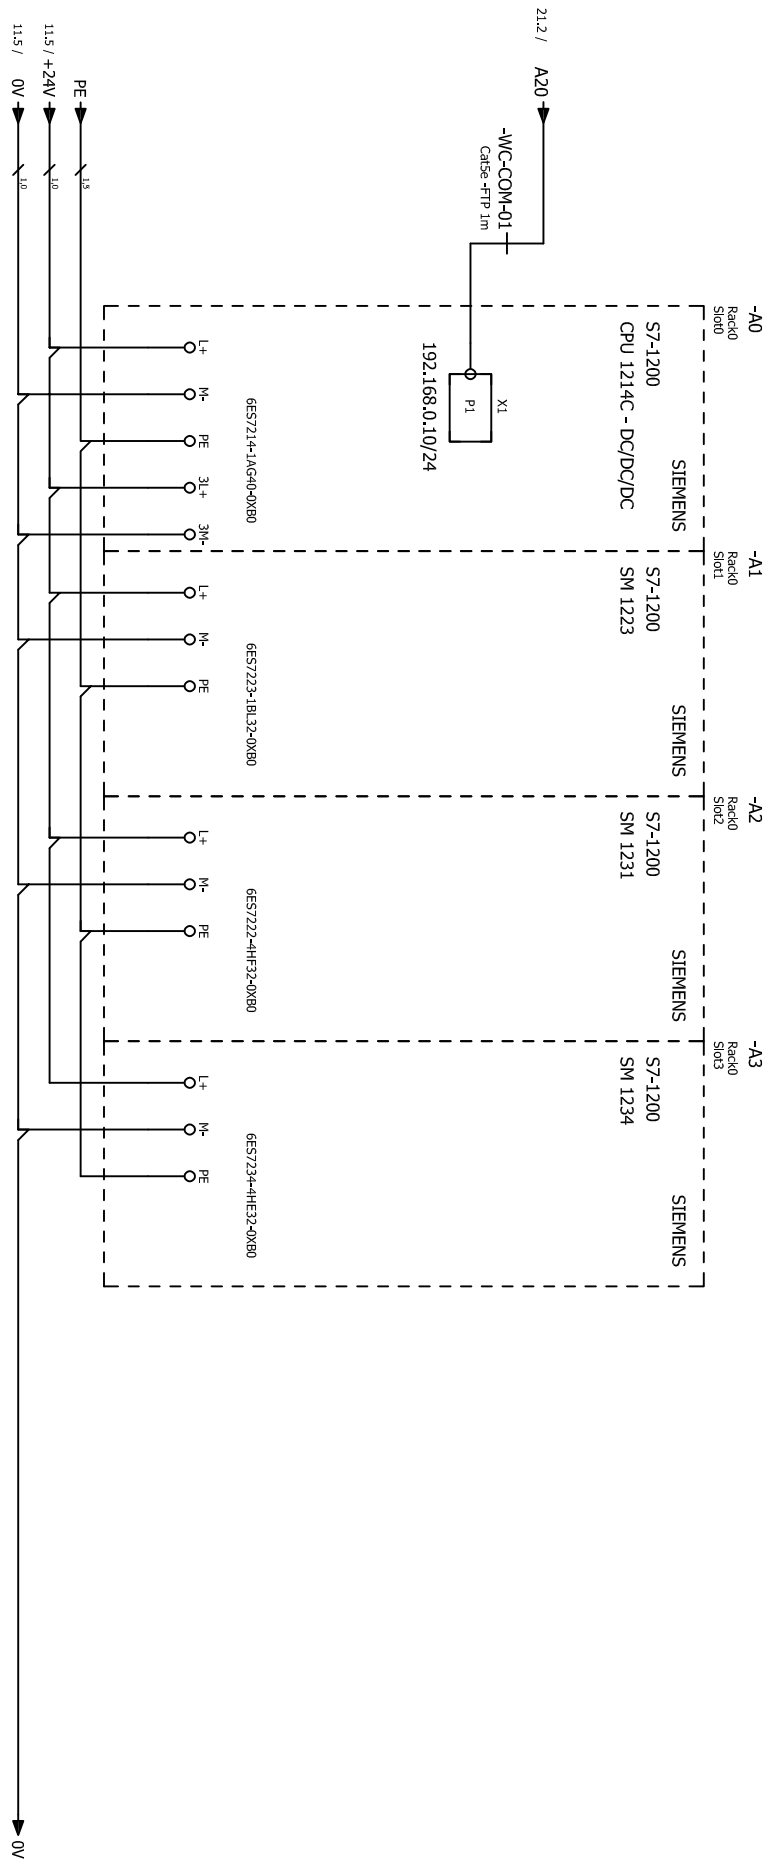 -A0
Rack0
Slot0
S7-1200
CPU 1214C - DC/DC/DC
SIEMENS
-A1
Rack0
Slot1
S7-1200
SM 1223
SIEMENS
-A2
Rack0
Slot2
S7-1200
SM 1231
SIEMENS
-A3
Rack0
Slot3
S7-1200
SM 1234
SIEMENS
21.2 /
A20
-WC-COM-01
Cat5e -FTP 1m
X1
P1
192.168.0.10/24
6ES7214-1AG40-0XB0
6ES7223-1BL32-0XB0
6ES7222-4HF32-0XB0
6ES7234-4HE32-0XB0
L+
M-
PE
3L+
3M-
L+
M-
PE
L+
M-
PE
L+
M-
PE
PE
1,5
11.5 / +24V
1,0
11.5 / 0V
1,0
0V